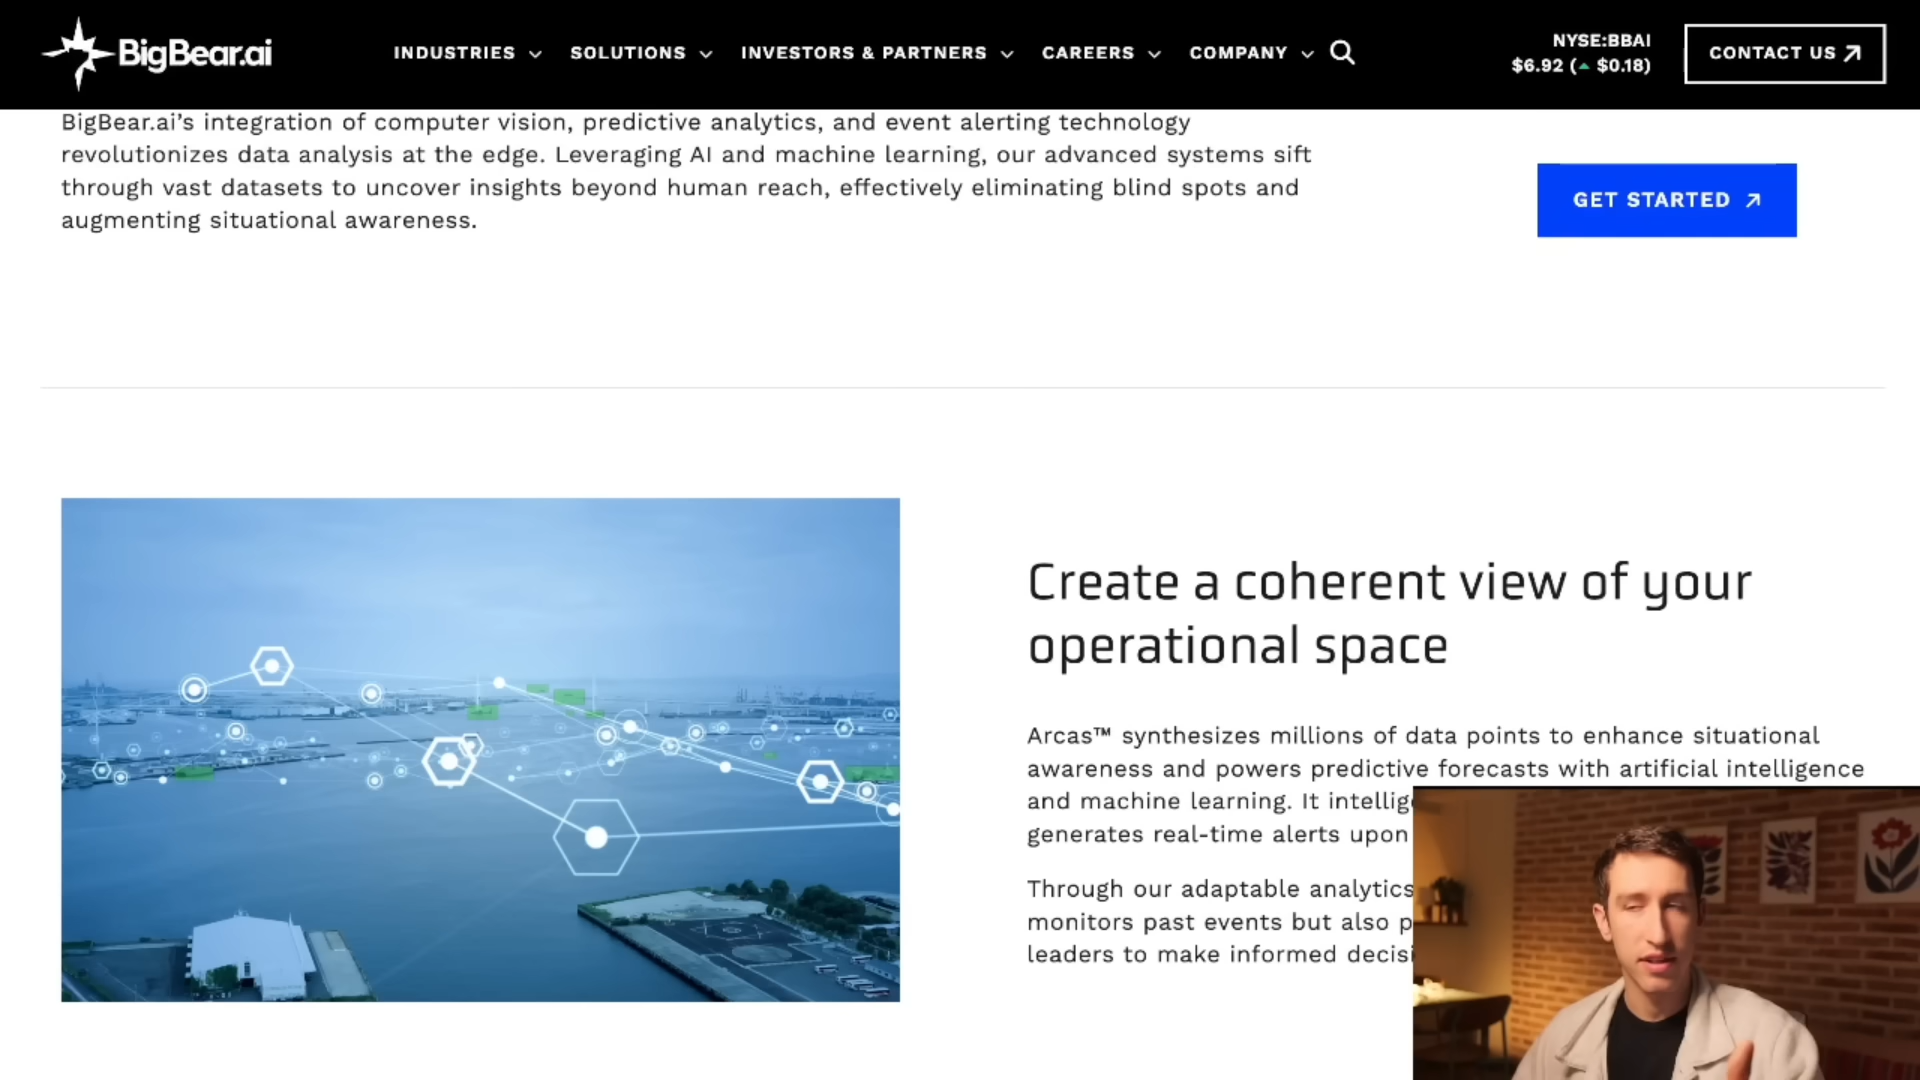 BigBear.ai
INDUSTRIES
SOLUTIONS
INVESTORS & PARTNERS
CAREERS
COMPANY
NYSE:BBAI
$6.92 (▲ $0.18)
CONTACT US
BigBear.ai’s integration of computer vision, predictive analytics, and event alerting technology
revolutionizes data analysis at the edge. Leveraging AI and machine learning, our advanced systems sift
through vast datasets to uncover insights beyond human reach, effectively eliminating blind spots and
augmenting situational awareness.
GET STARTED
Create a coherent view of your
operational space
Arcas™ synthesizes millions of data points to enhance situational
awareness and powers predictive forecasts with artificial intelligence
and machine learning. It
generates real-time alerts upon
Through our adaptable analytics
monitors past events but also
leaders to make informed